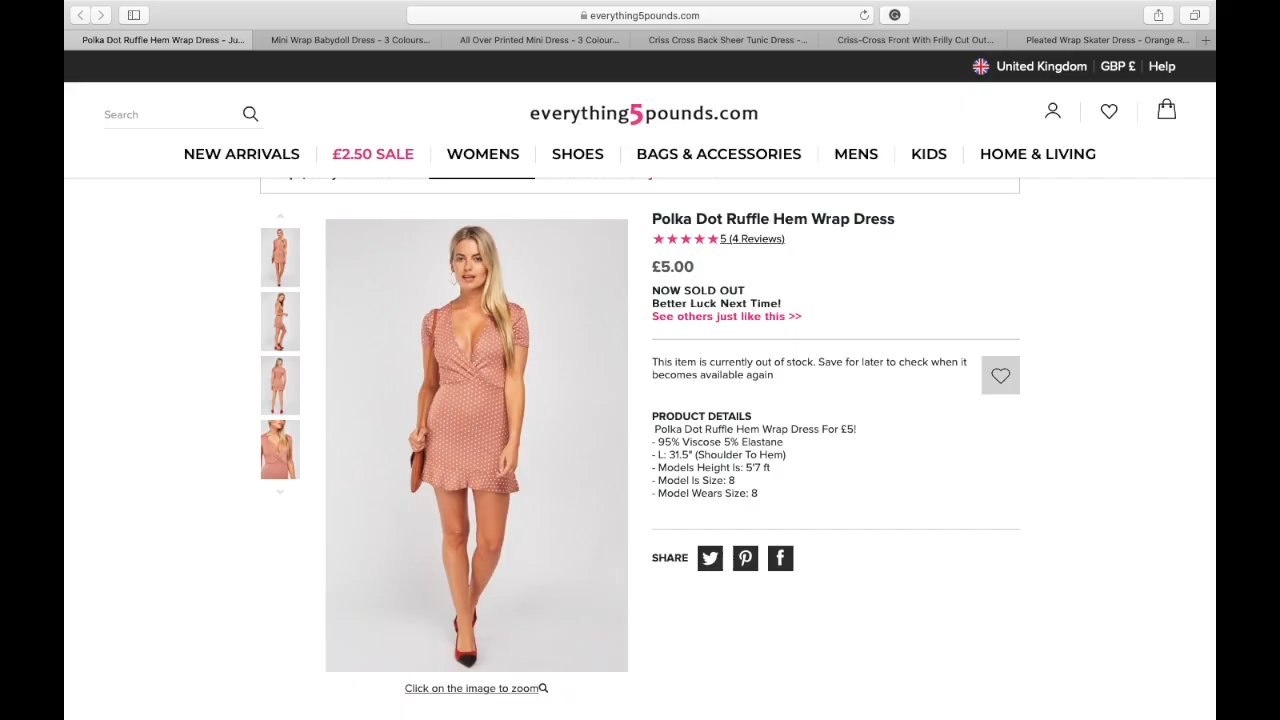 everything5pounds.com
Polka Dot Ruffle Hem Wrap Dress - Ju...
Mini Wrap Babydoll Dress - 3 Colours...
All Over Printed Mini Dress - 3 Colour...
Criss Cross Back Sheer Tunic Dress -...
Criss-Cross Front With Frilly Cut Out...
Pleated Wrap Skater Dress - Orange R...
United Kingdom GBP £ Help
Search
everything5pounds.com
NEW ARRIVALS £2.50 SALE WOMENS SHOES BAGS & ACCESSORIES MENS KIDS HOME & LIVING
Polka Dot Ruffle Hem Wrap Dress
5 (4 Reviews)
£5.00
NOW SOLD OUT
Better Luck Next Time!
See others just like this >>
This item is currently out of stock. Save for later to check when it
becomes available again
PRODUCT DETAILS
Polka Dot Ruffle Hem Wrap Dress For £5!
- 95% Viscose 5% Elastane
- L: 31.5" (Shoulder To Hem)
- Models Height Is: 5'7 ft
- Model Is Size: 8
- Model Wears Size: 8
SHARE
Click on the image to zoom